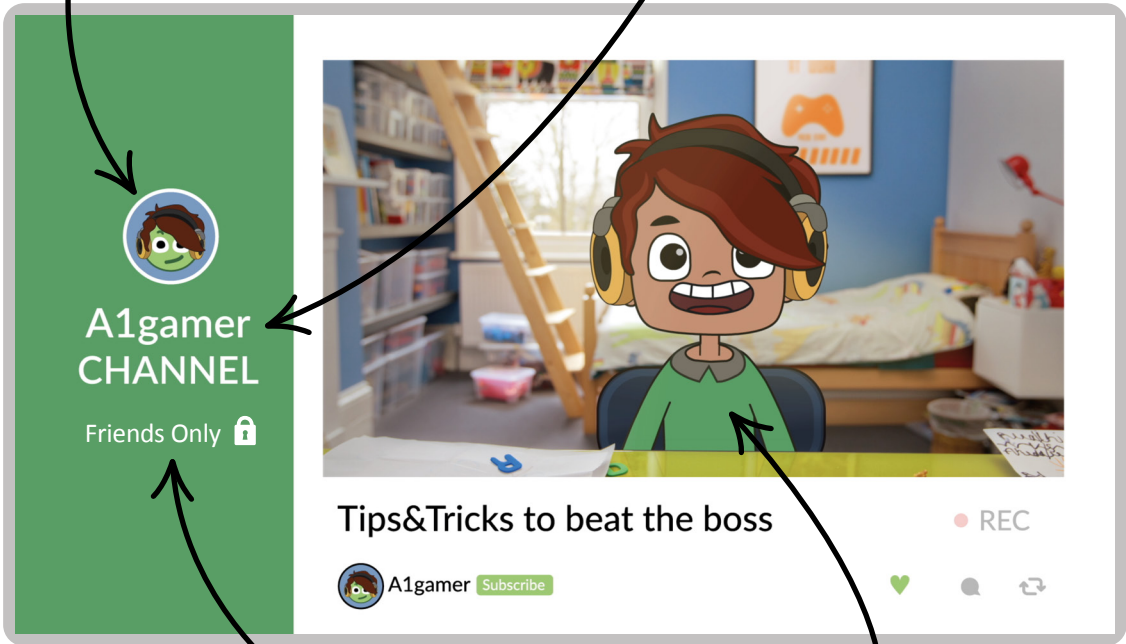 A1gamer
CHANNEL
Friends Only
Tips&Tricks to beat the boss
REC
A1gamer Subscribe